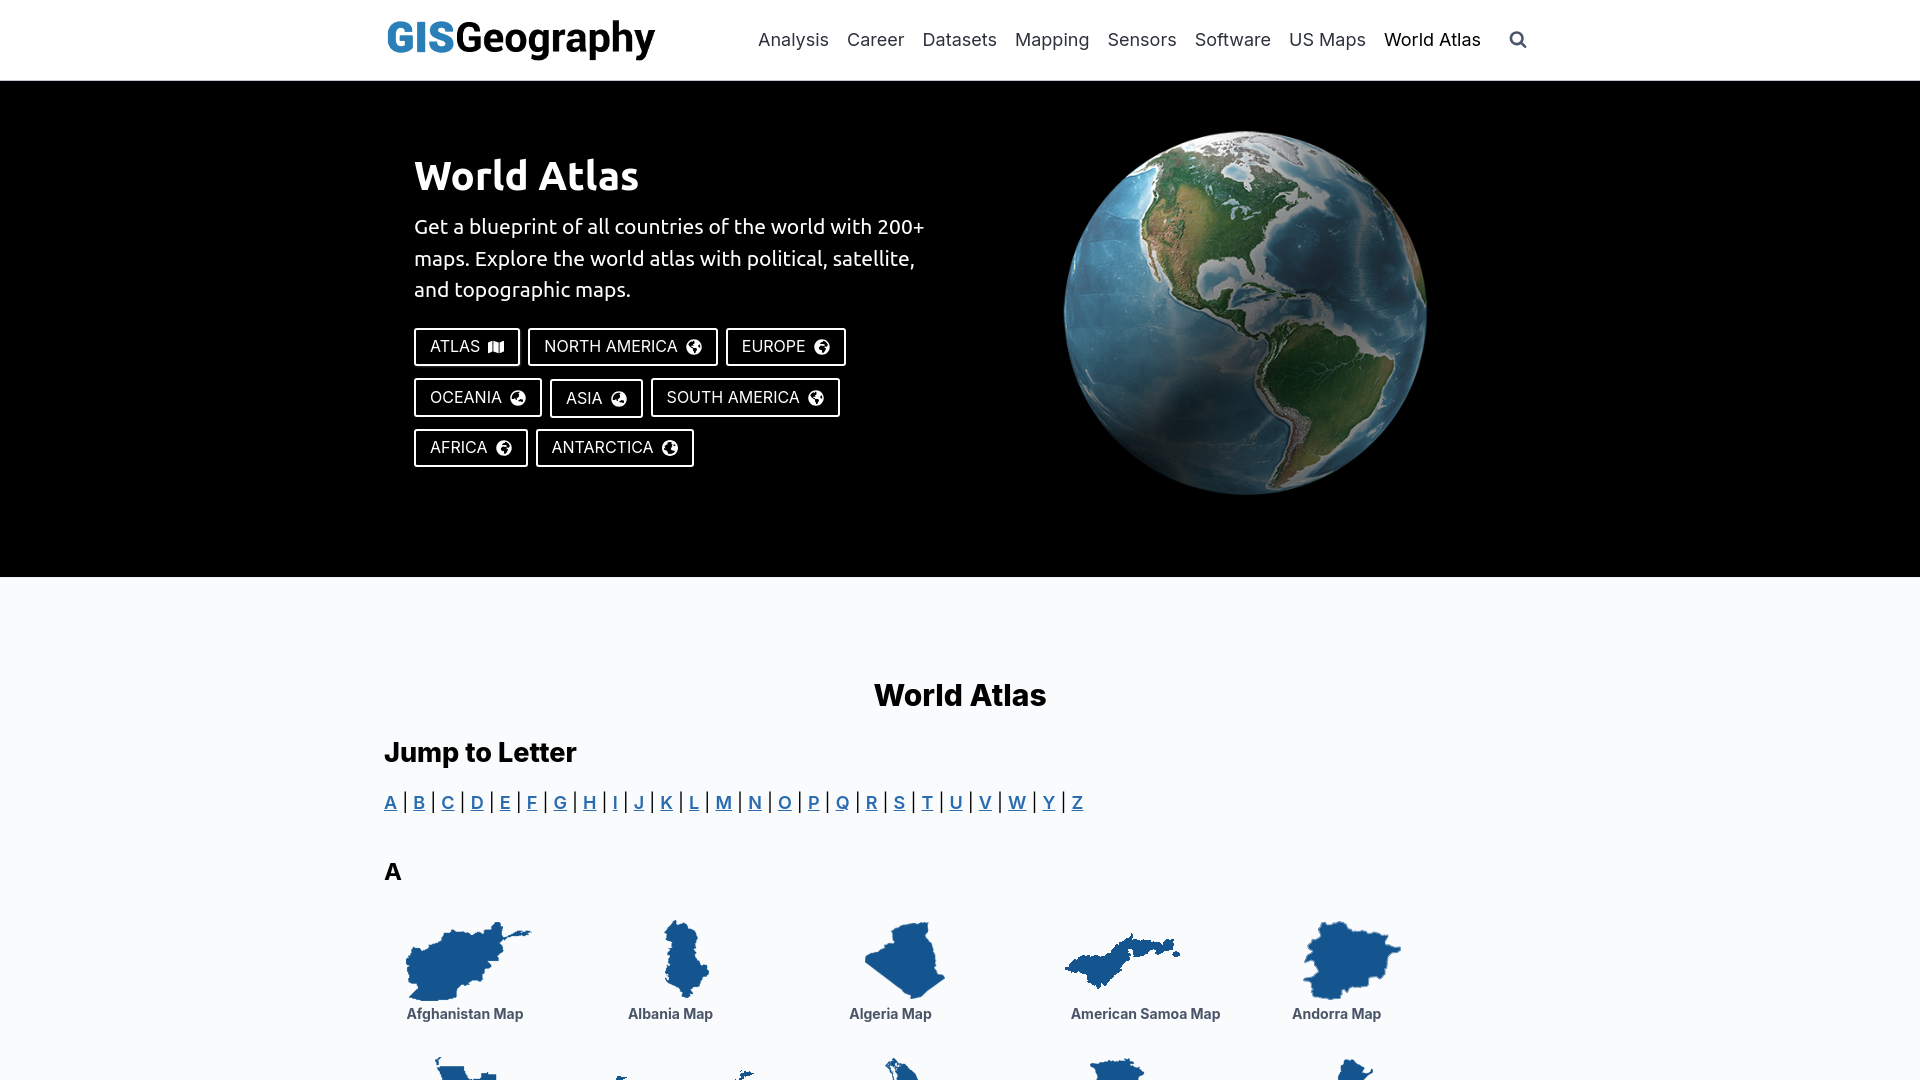 GISGeography
Analysis Career Datasets Mapping Sensors Software US Maps World Atlas
World Atlas
Get a blueprint of all countries of the world with 200+
maps. Explore the world atlas with political, satellite,
and topographic maps.
ATLAS NORTH AMERICA EUROPE
OCEANIA ASIA SOUTH AMERICA
AFRICA ANTARCTICA
World Atlas
Jump to Letter
A | B | C | D | E | F | G | H | I | J | K | L | M | N | O | P | Q | R | S | T | U | V | W | Y | Z
A
Afghanistan Map Albania Map Algeria Map American Samoa Map Andorra Map